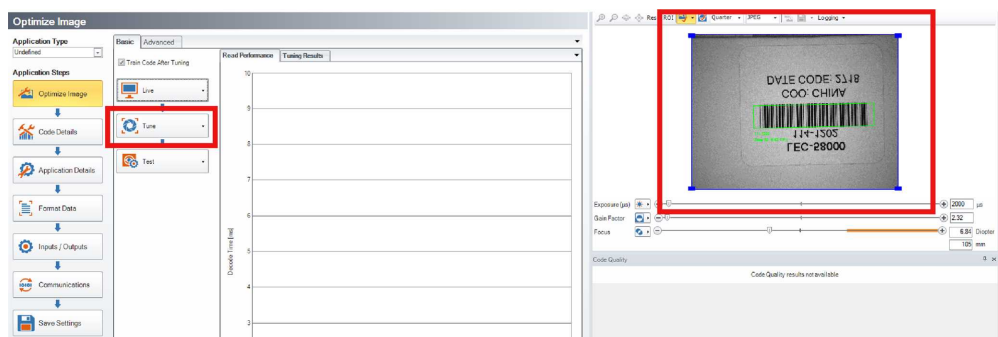 Optimize Image
Application Type
Undefined
Application Steps
Optimize Image
Code Details
Application Details
Format Data
Inputs / Outputs
Communications
Save Settings
Basic
Advanced
Train Code After Tuning
Live
Tune
Test
Read Performance
Tuning Results
Decode Time [ms]
10
9
8
7
6
5
4
3
ROI
Quarter
JPEG
Logging
DATE CODE: 2718
COO: CHINA
114-1202
LEC-58000
Exposure (µs)
2000
µs
Gain Factor
2.32
Focus
6.84
Diopter
105
mm
Code Quality
Code Quality results not available